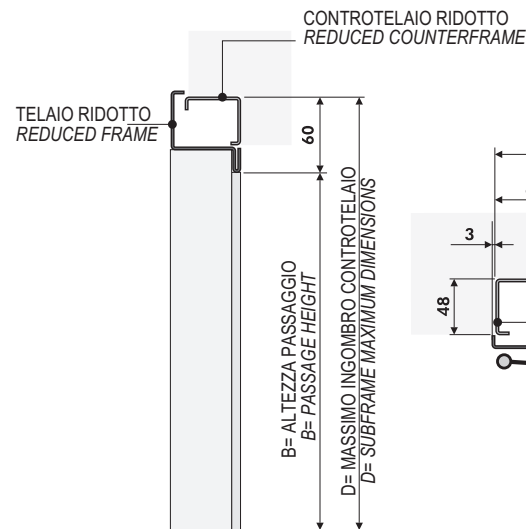 CONTROTELAIO RIDOTTO
REDUCED COUNTERFRAME
TELAIO RIDOTTO
REDUCED FRAME
60
B= ALTEZZA PASSAGGIO
B= PASSAGE HEIGHT
D= MASSIMO INGOMBRO CONTROTELAIO
D= SUBFRAME MAXIMUM DIMENSIONS
3
48